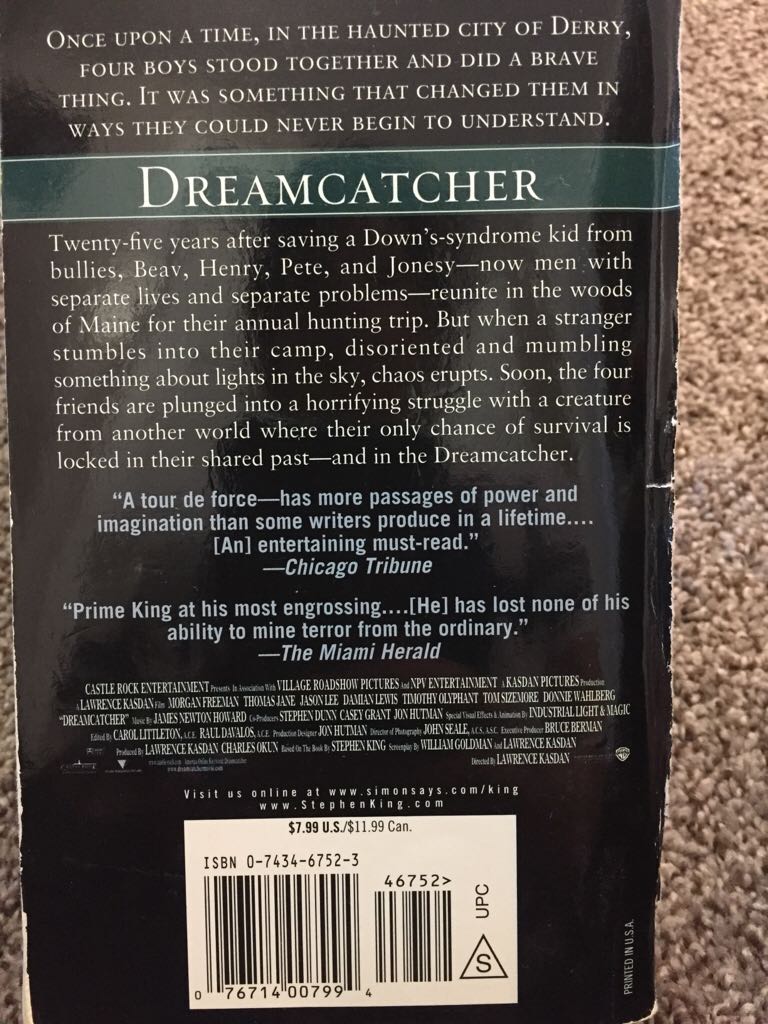 ONCE UPON A TIME, IN THE HAUNTED CITY OF DERRY,
FOUR BOYS STOOD TOGETHER AND DID A BRAVE
THING. IT WAS SOMETHING THAT CHANGED THEM IN
WAYS THEY COULD NEVER BEGIN TO UNDERSTAND.
DREAMCATCHER
Twenty-five years after saving a Down's-syndrome kid from
bullies, Beav, Henry, Pete, and Jonesy—now men with
separate lives and separate problems—reunite in the woods
of Maine for their annual hunting trip. But when a stranger
stumbles into their camp, disoriented and mumbling
something about lights in the sky, chaos erupts. Soon, the four
friends are plunged into a horrifying struggle with a creature
from another world where their only chance of survival is
locked in their shared past—and in the Dreamcatcher.
"A tour de force—has more passages of power and
imagination than some writers produce in a lifetime....
[An] entertaining must-read."
—Chicago Tribune
"Prime King at his most engrossing....[He] has lost none of his
ability to mine terror from the ordinary."
—The Miami Herald
CASTLE ROCK ENTERTAINMENT Presents In Association With VILLAGE ROADSHOW PICTURES And NPV ENTERTAINMENT A KASDAN PICTURES Production
A LAWRENCE KASDAN Film MORGAN FREEMAN THOMAS JANE JASON LEE DAMIAN LEWIS TIMOTHY OLYPHANT TOM SIZEMORE DONNIE WAHLBERG
"DREAMCATCHER" Music By JAMES NEWTON HOWARD Co-Producers STEPHEN DUNN CASEY GRANT JON HUTMAN Special Visual Effects & Animation By INDUSTRIAL LIGHT & MAGIC
Edited By CAROL LITTLETON, A.C.E. RAUL DAVALOS, A.C.E. Production Designer JON HUTMAN Director of Photography JOHN SEALE, A.C.S., A.S.C. Executive Producer BRUCE BERMAN
Produced By LAWRENCE KASDAN CHARLES OKUN Based On The Book By STEPHEN KING Screenplay By WILLIAM GOLDMAN And LAWRENCE KASDAN
www.dreamcatchermovie.com Directed By LAWRENCE KASDAN
Visit us online at www.simonsays.com/king
www.StephenKing.com
$7.99 U.S./$11.99 Can.
ISBN 0-7434-6752-3
46752>
UPC
S
0 76714 00799 4
PRINTED IN U.S.A.